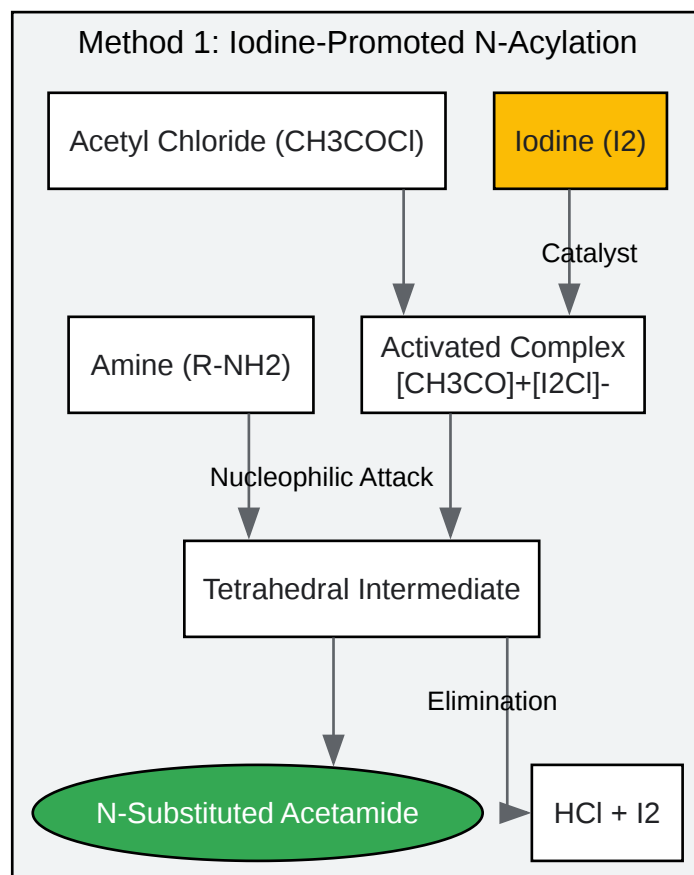 Method 1: Iodine-Promoted N-Acylation
Acetyl Chloride (CH3COCl)
Iodine (I2)
Catalyst
Amine (R-NH2)
Activated Complex
[CH3CO]+[I2Cl]-
Nucleophilic Attack
Tetrahedral Intermediate
Elimination
N-Substituted Acetamide
HCl + I2